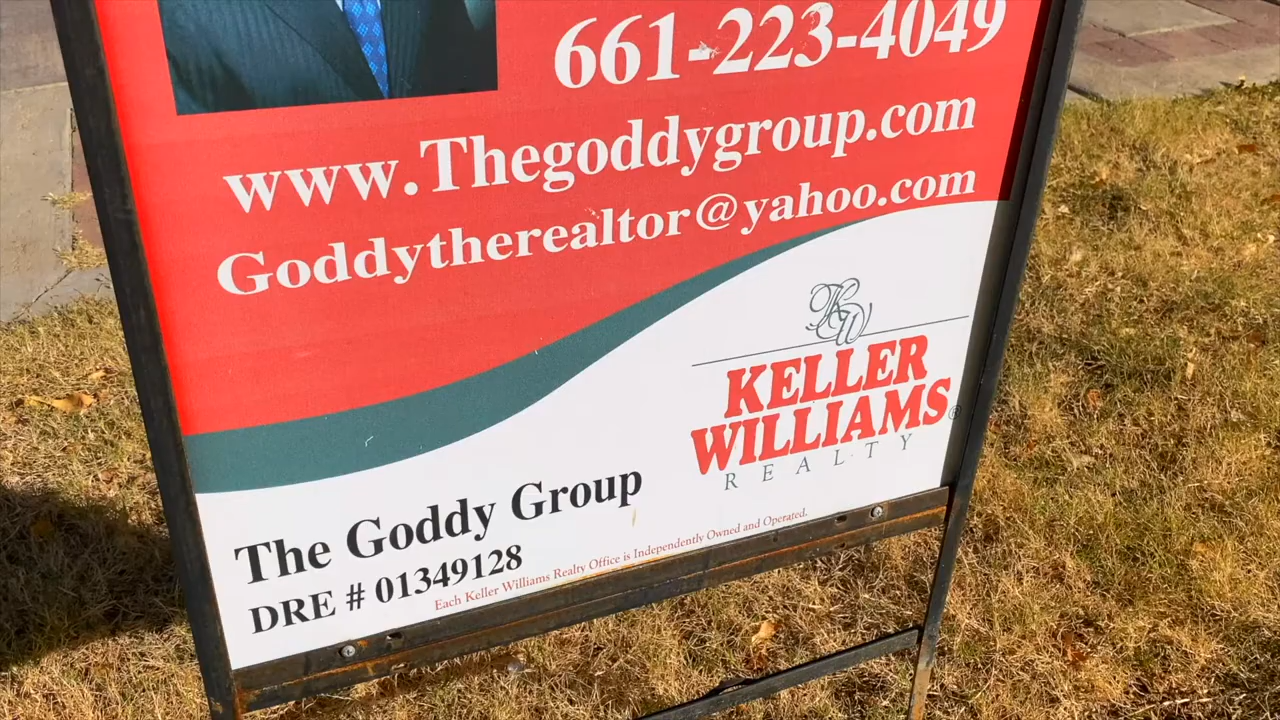 661-223-4049
www.Thegoddygroup.com
Goddytherealtor@yahoo.com
KW
KELLER
WILLIAMS®
REALTY
The Goddy Group
DRE # 01349128
Each Keller Williams Realty Office is Independently Owned and Operated.